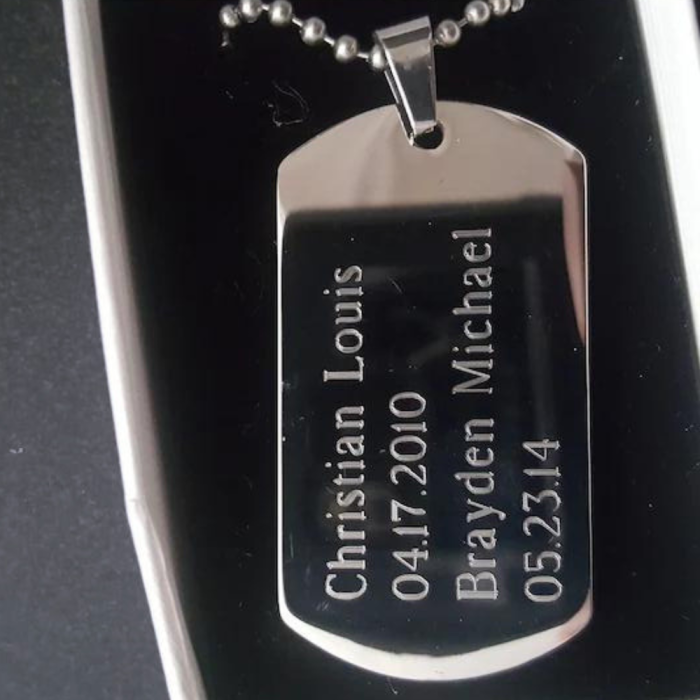 Christian Louis
04.17.2010
Brayden Michael
05.23.14